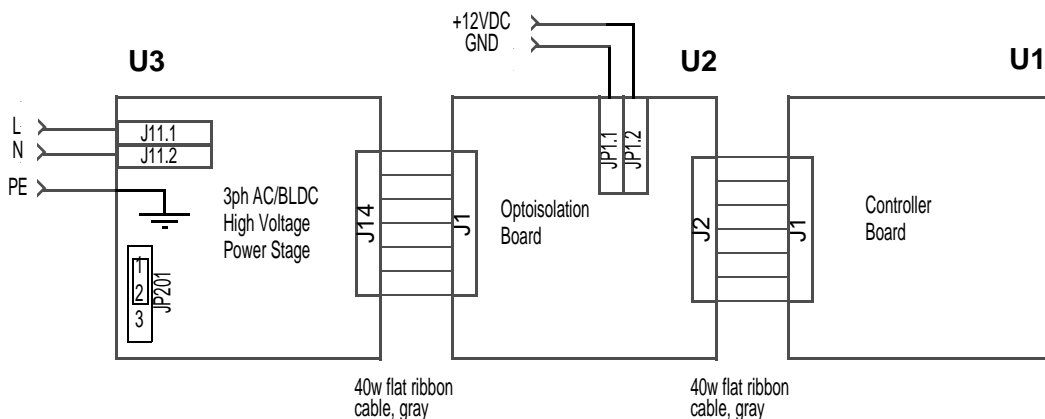 +12VDC
GND
U3
U2
U1
L
N
PE
J11.1
J11.2
JP1.1
JP1.2
3ph AC/BLDC
High Voltage
Power Stage
J14
J1
Optoisolation
Board
J2
J1
Controller
Board
1
2
3
JP201
40w flat ribbon
cable, gray
40w flat ribbon
cable, gray